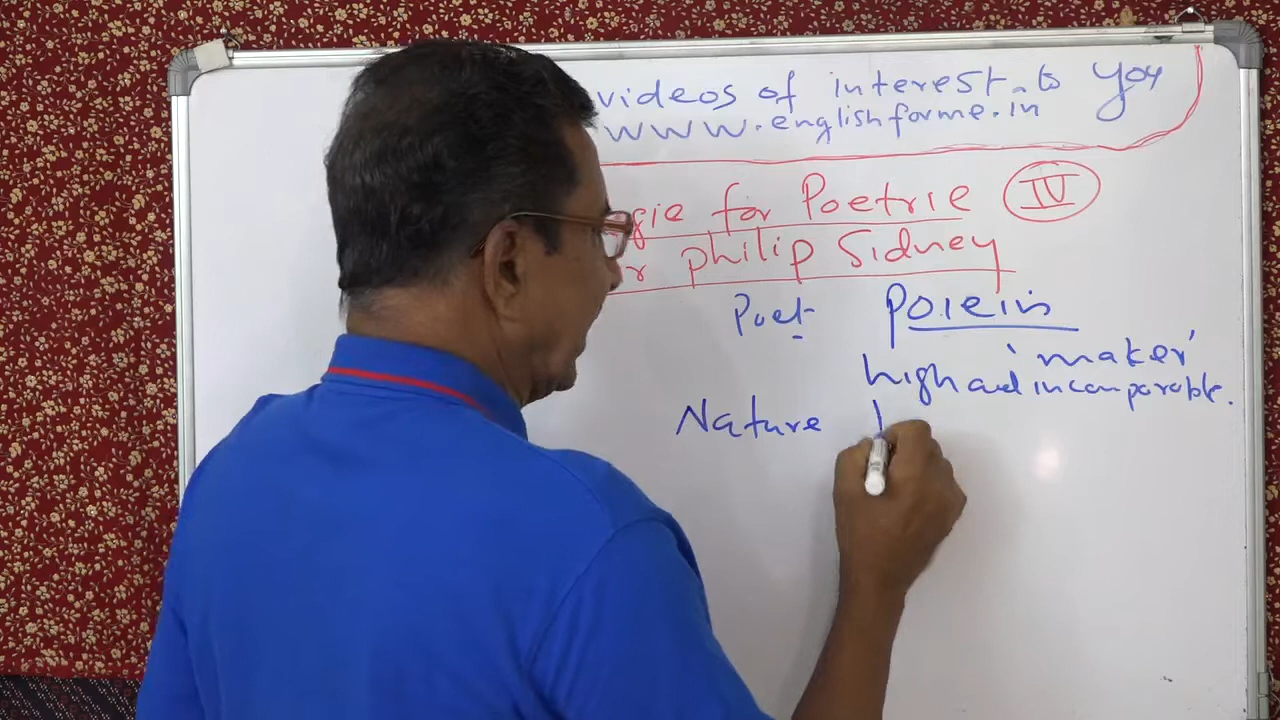 videos of interest to you
www.englishforme.in
gie for Poetrie IV
r Philip Sidney
Poet Poiein
'maker'
high and incomparable.
Nature